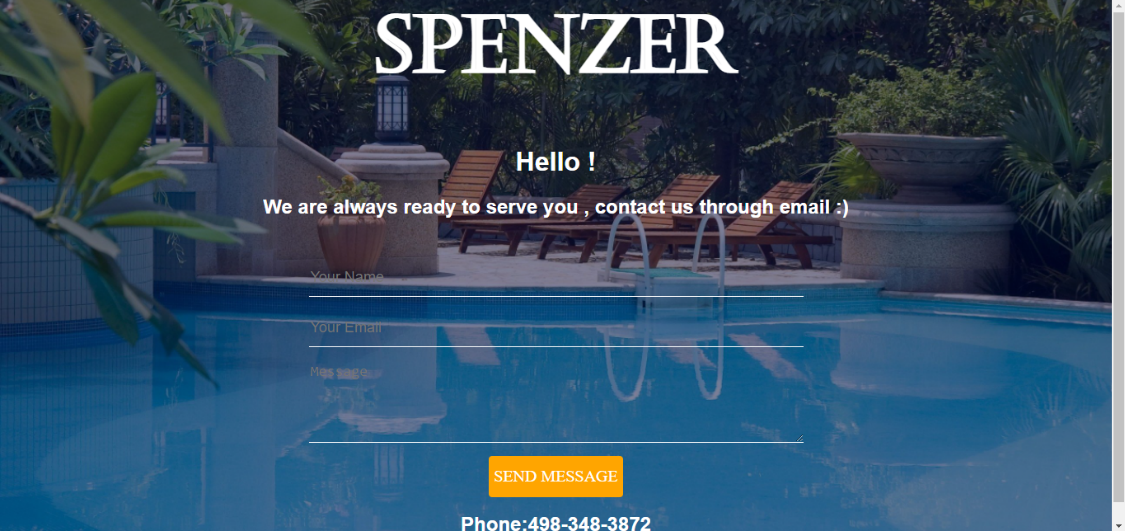 SPENZER
Hello !
We are always ready to serve you , contact us through email :)
Your Name
Your Email
Message
SEND MESSAGE
Phone:498-348-3872